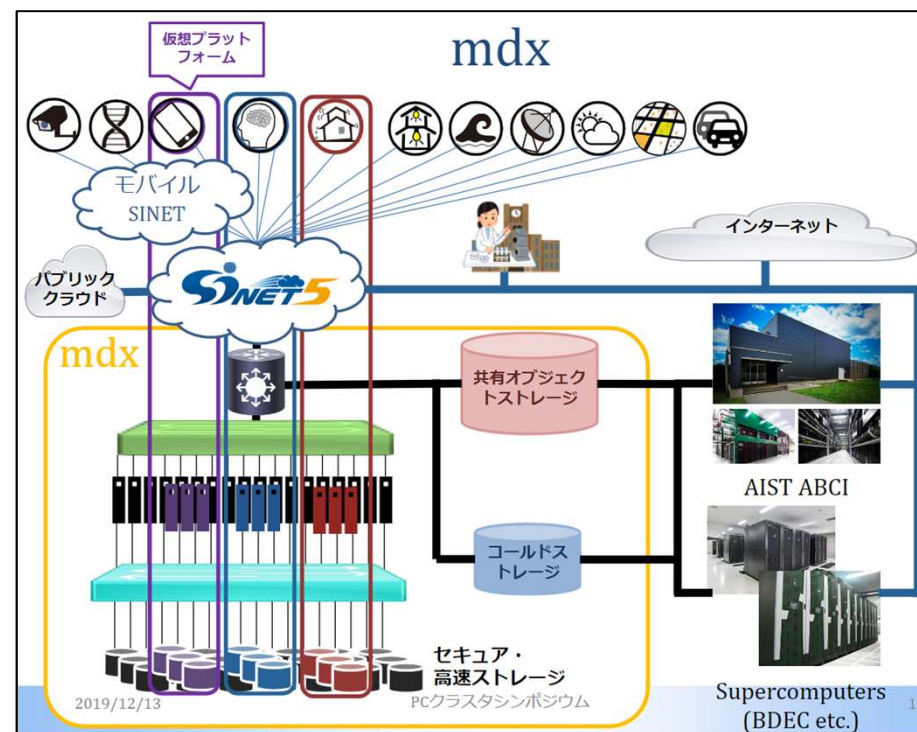 仮想プラット
フォーム
mdx
モバイル
SINET
インターネット
パブリック
クラウド
SiNET5
mdx
共有オブジェク
トストレージ
AIST ABCI
コールドス
トレージ
セキュア・
高速ストレージ
2019/12/13
PCクラスタシンポジウム
Supercomputers
(BDEC etc.)
1